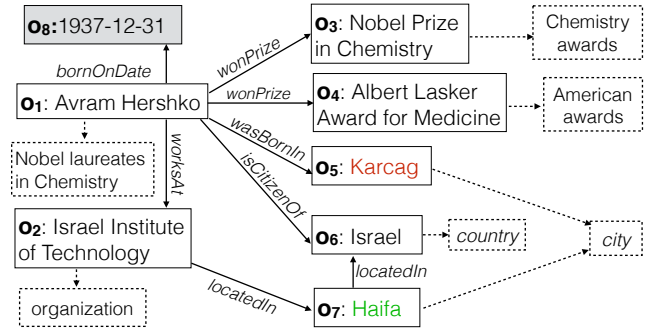 O8:1937-12-31
O3: Nobel Prize
in Chemistry
Chemistry
awards
bornOnDate
wonPrize
O1: Avram Hershko
wonPrize
O4: Albert Lasker
Award for Medicine
American
awards
Nobel laureates
in Chemistry
worksAt
wasBornIn
isCitizenOf
O5: Karcag
O2: Israel Institute
of Technology
O6: Israel
country
city
locatedIn
organization
locatedIn
O7: Haifa